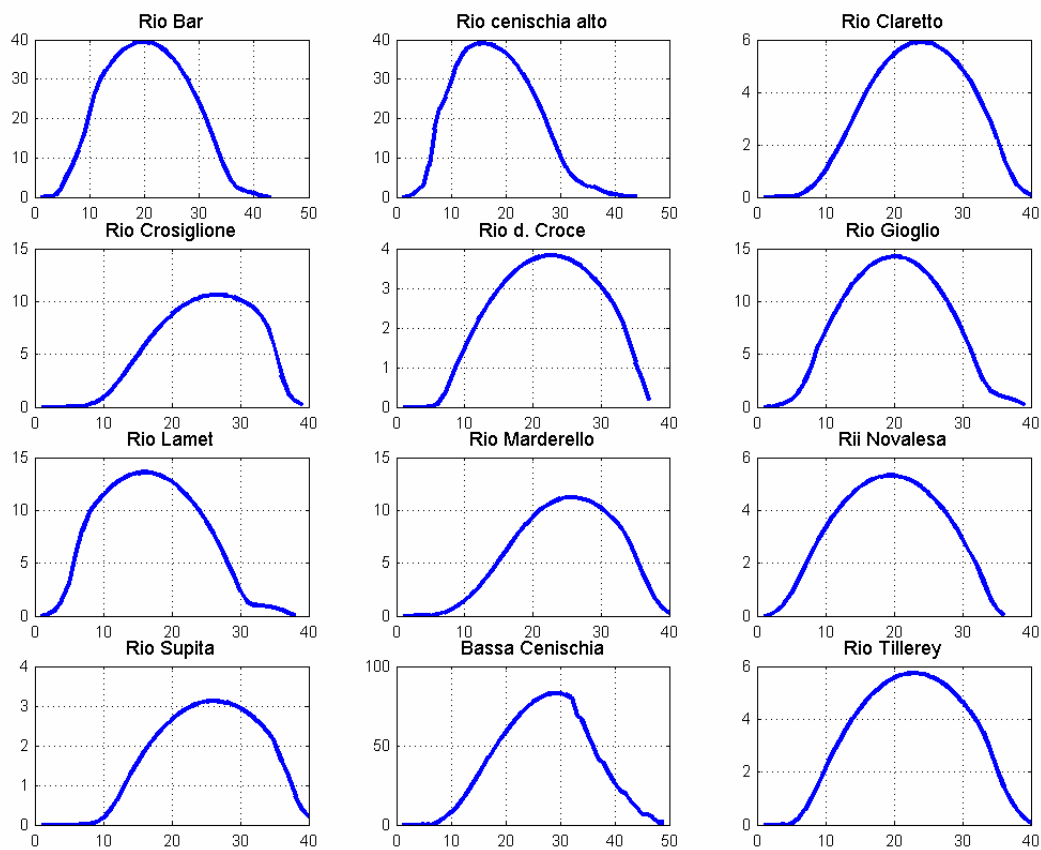 Rio Bar
40
30
20
10
0
0 10 20 30 40 50
Rio cenischia alto
40
30
20
10
0
0 10 20 30 40 50
Rio Claretto
6
4
2
0
0 10 20 30 40
Rio Crosiglione
15
10
5
0
0 10 20 30 40
Rio d. Croce
4
3
2
1
0
0 10 20 30 40
Rio Gioglio
15
10
5
0
0 10 20 30 40
Rio Lamet
15
10
5
0
0 10 20 30 40
Rio Marderello
15
10
5
0
0 10 20 30 40
Rii Novalesa
6
4
2
0
0 10 20 30 40
Rio Supita
4
3
2
1
0
0 10 20 30 40
Bassa Cenischia
100
50
0
0 10 20 30 40 50
Rio Tillerey
6
4
2
0
0 10 20 30 40